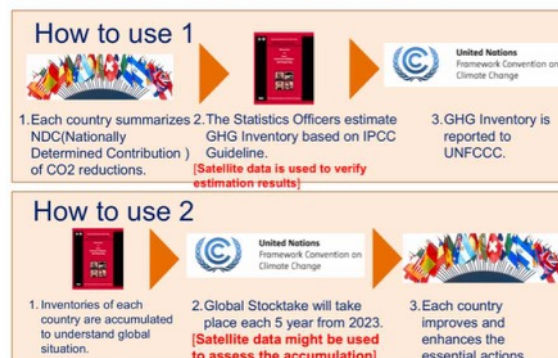 How to use 1
United Nations
Framework Convention on
Climate Change
1.Each country summarizes
NDC(Nationally
Determined Contribution )
of CO2 reductions.
2.The Statistics Officers estimate
GHG Inventory based on IPCC
Guideline.
[Satellite data is used to verify
estimation results]
3.GHG Inventory is
reported to
UNFCCC.
How to use 2
United Nations
Framework Convention on
Climate Change
1. Inventories of each
country are accumulated
to understand global
situation.
2.Global Stocktake will take
place each 5 year from 2023.
[Satellite data might be used
to assess the accumulation]
3.Each country
improves and
enhances the
essential actions